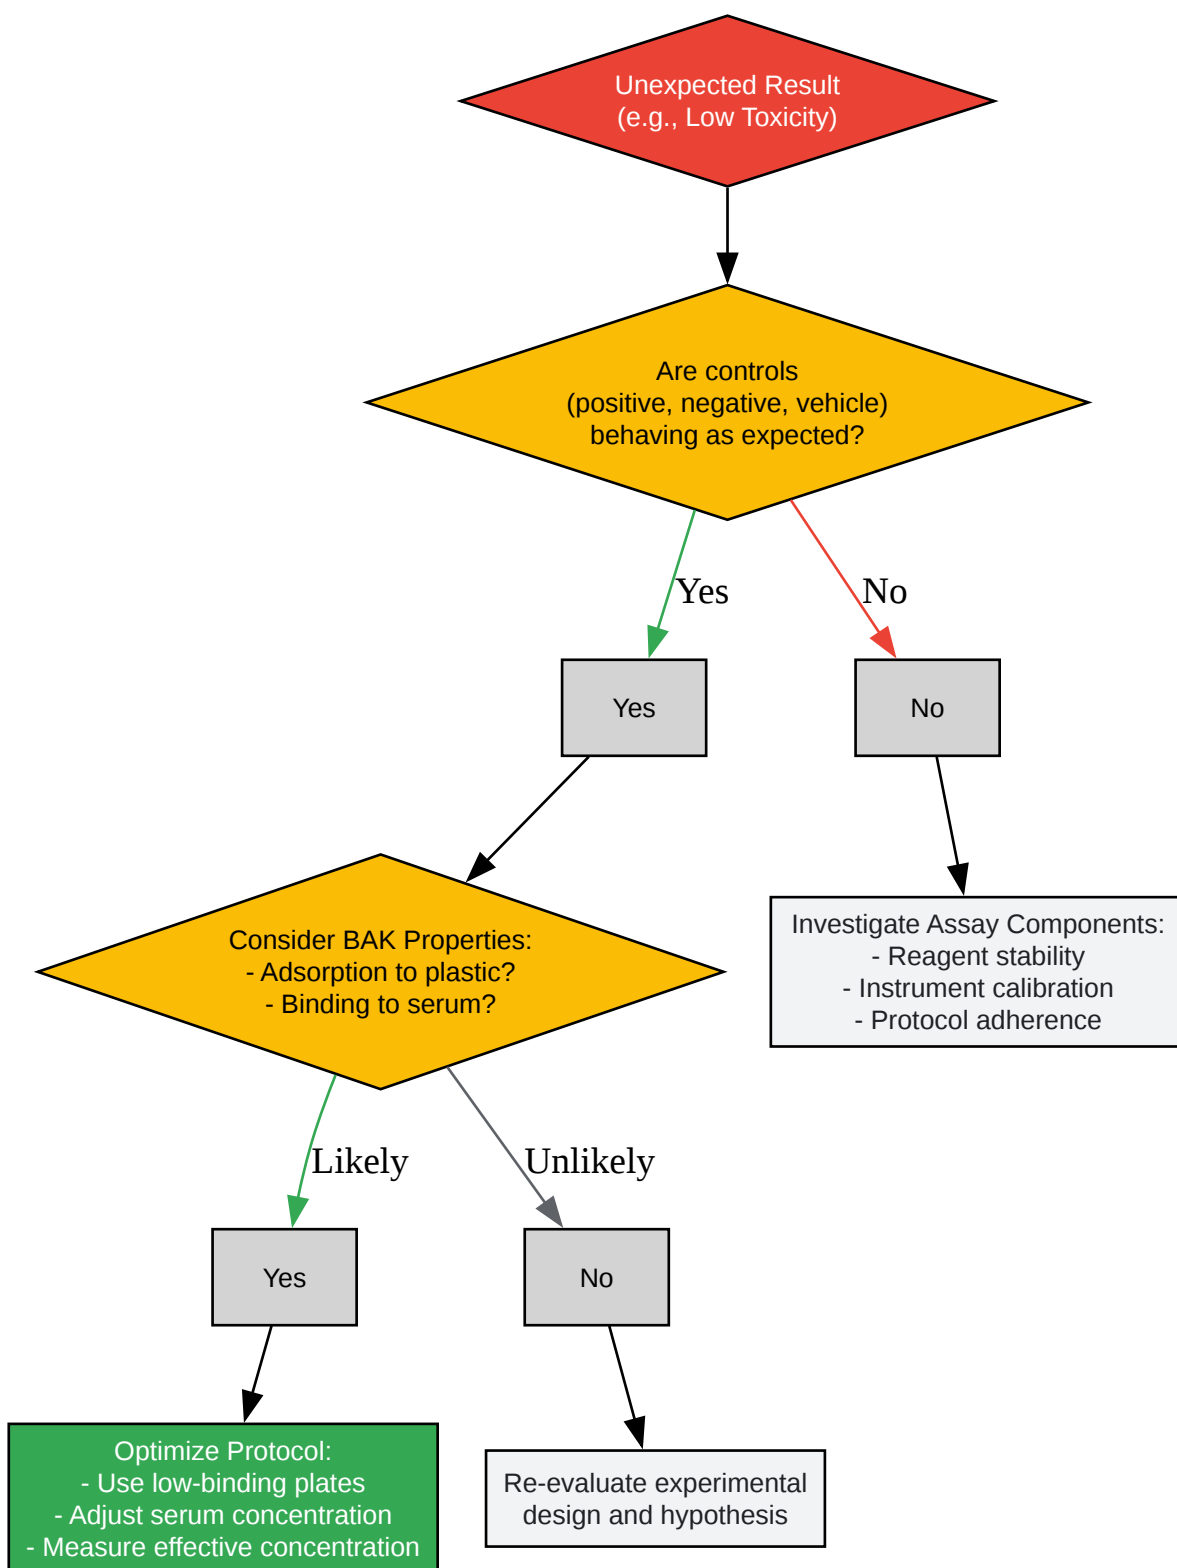 Unexpected Result
(e.g., Low Toxicity)
Are controls
(positive, negative, vehicle)
behaving as expected?
Yes
No
Yes
No
Consider BAK Properties:
- Adsorption to plastic?
- Binding to serum?
Investigate Assay Components:
- Reagent stability
- Instrument calibration
- Protocol adherence
Likely
Unlikely
Yes
No
Optimize Protocol:
- Use low-binding plates
- Adjust serum concentration
- Measure effective concentration
Re-evaluate experimental
design and hypothesis